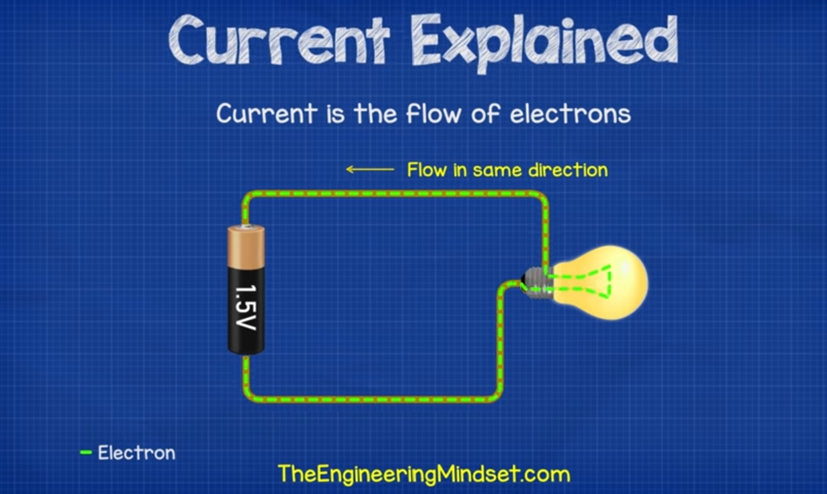 Current Explained
Current is the flow of electrons
Flow in same direction
1.5V
Electron
TheEngineeringMindset.com